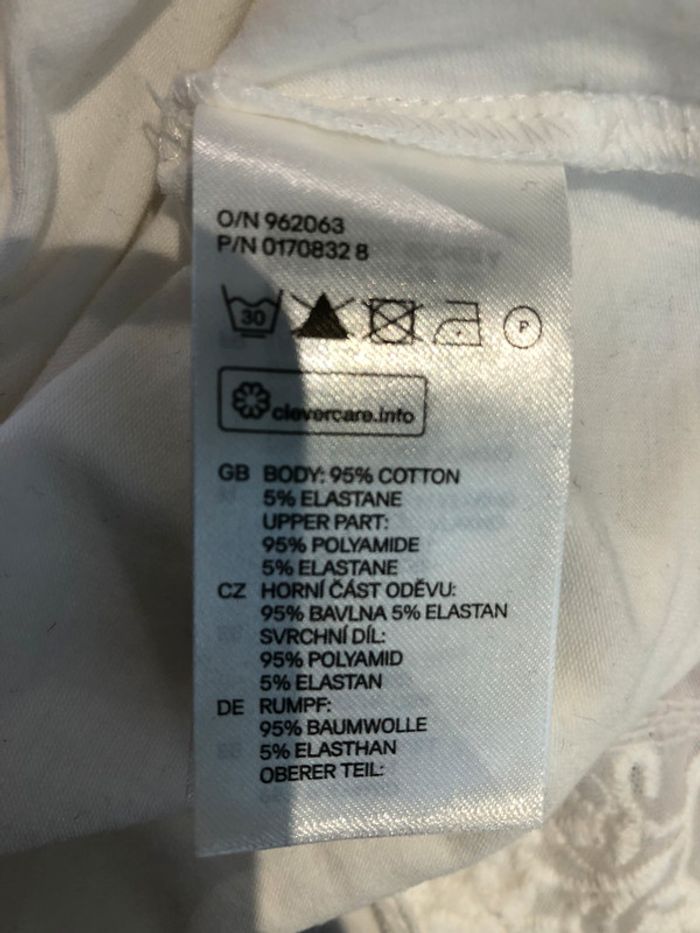 O/N 962063
P/N 0170832 8
30
P
clevercare.info
GB BODY: 95% COTTON
5% ELASTANE
UPPER PART:
95% POLYAMIDE
5% ELASTANE
CZ HORNÍ ČÁST ODĚVU:
95% BAVLNA 5% ELASTAN
SVRCHNÍ DÍL:
95% POLYAMID
5% ELASTAN
DE RUMPF:
95% BAUMWOLLE
5% ELASTHAN
OBERER TEIL: